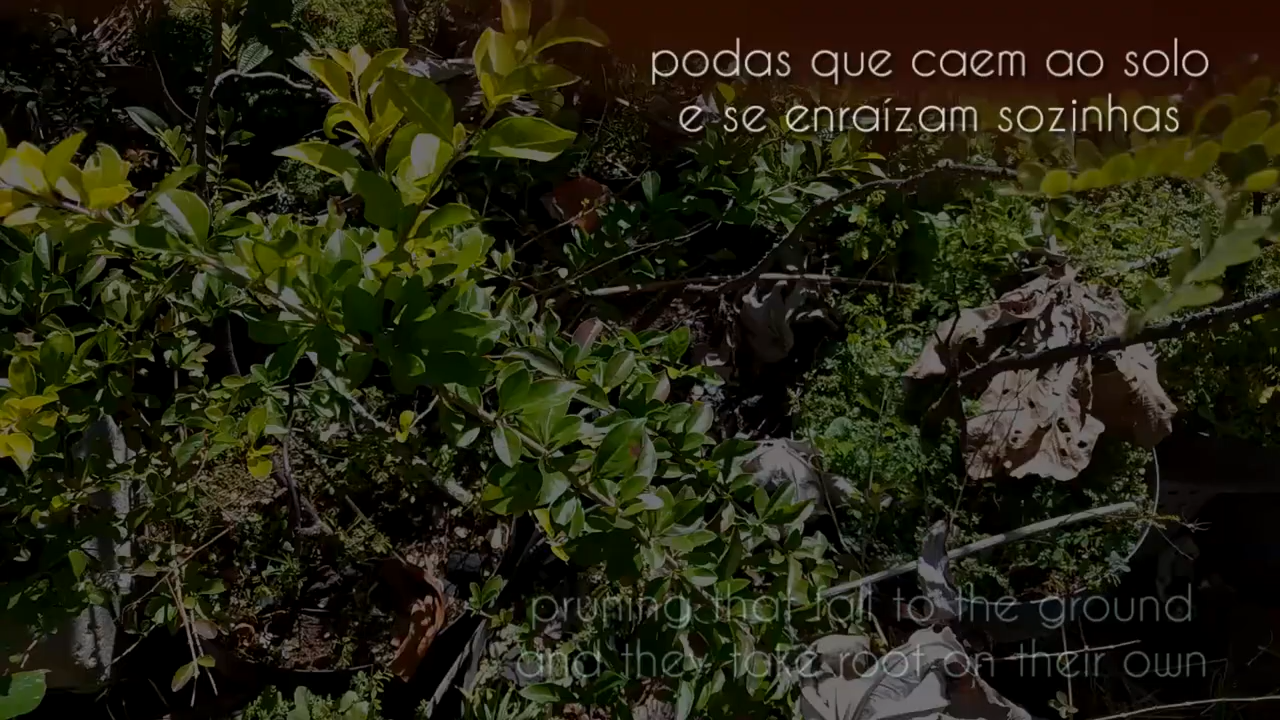 podas que caem ao solo
e se enraízam sozinhas
pruning that fall to the ground
and they take root on their own